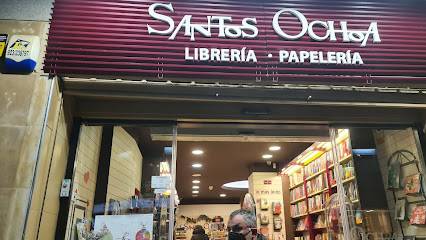 SANTOS OCHOA
LIBRERÍA · PAPELERÍA